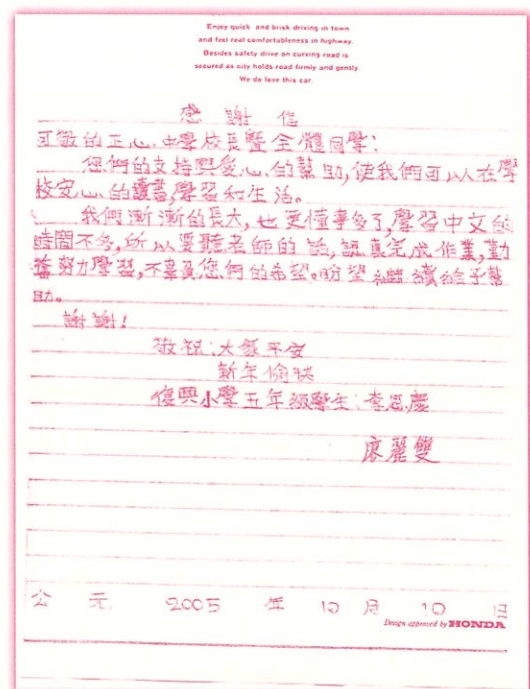 Enjoy quick and brisk driving in town
and feel real comfortableness in highway.
Besides safety drive on curving road is
secured as city holds road firmly and gently.
We do love this car.
感謝信
可敬的正心中學校長暨全體同學:
您們的支持與愛心的幫助,使我們可以在學
校安心的讀書,學習和生活。
我們漸漸的長大,也更懂事多了,學習中文的
時間不多,所以要聽老師的話,認真完成作業,勤
奮努力學習,不辜負您們的希望。盼望繼續給予幫
助。
謝謝!
敬祝:大家平安
新年愉快
復興小學五年級學生:李恩慶
廖麗雙
公元 2005 年 10 月 10 日
Design approved by HONDA